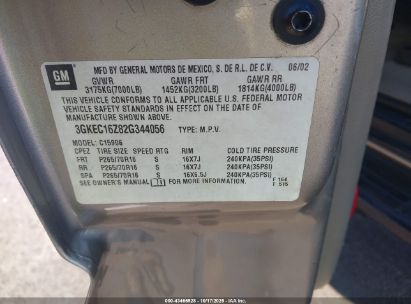 GM
MFD BY GENERAL MOTORS DE MEXICO, S. DE R.L. DE C.V. 06/02
GVWR GAWR FRT GAWR RR
3175KG(7000LB) 1452KG(3200LB) 1814KG(4000LB)
THIS VEHICLE CONFORMS TO ALL APPLICABLE U.S. FEDERAL MOTOR
VEHICLE SAFETY STANDARDS IN EFFECT ON THE DATE OF
MANUFACTURE SHOWN ABOVE.
3GKEC16Z82G344056 TYPE: M.P.V.
MODEL: C15906
CPEZ TIRE SIZE SPEED RTG RIM COLD TIRE PRESSURE
FRT P265/70R16 S 16X7J 240KPA(35PSI)
RR P265/70R16 S 16X7J 240KPA(35PSI)
SPA P265/70R16 S 16X6.5J 240KPA(35PSI)
SEE OWNER'S MANUAL FOR MORE INFORMATION
F 164
T 515